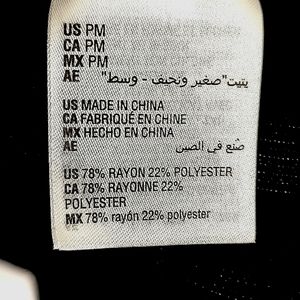 US PM
CA PM
MX PM
AE بتيت "صغير ونحيف - وسط"
US MADE IN CHINA
CA FABRIQUÉ EN CHINE
MX HECHO EN CHINA
AE صنع في الصين
US 78% RAYON 22% POLYESTER
CA 78% RAYONNE 22%
POLYESTER
MX 78% rayón 22% polyester